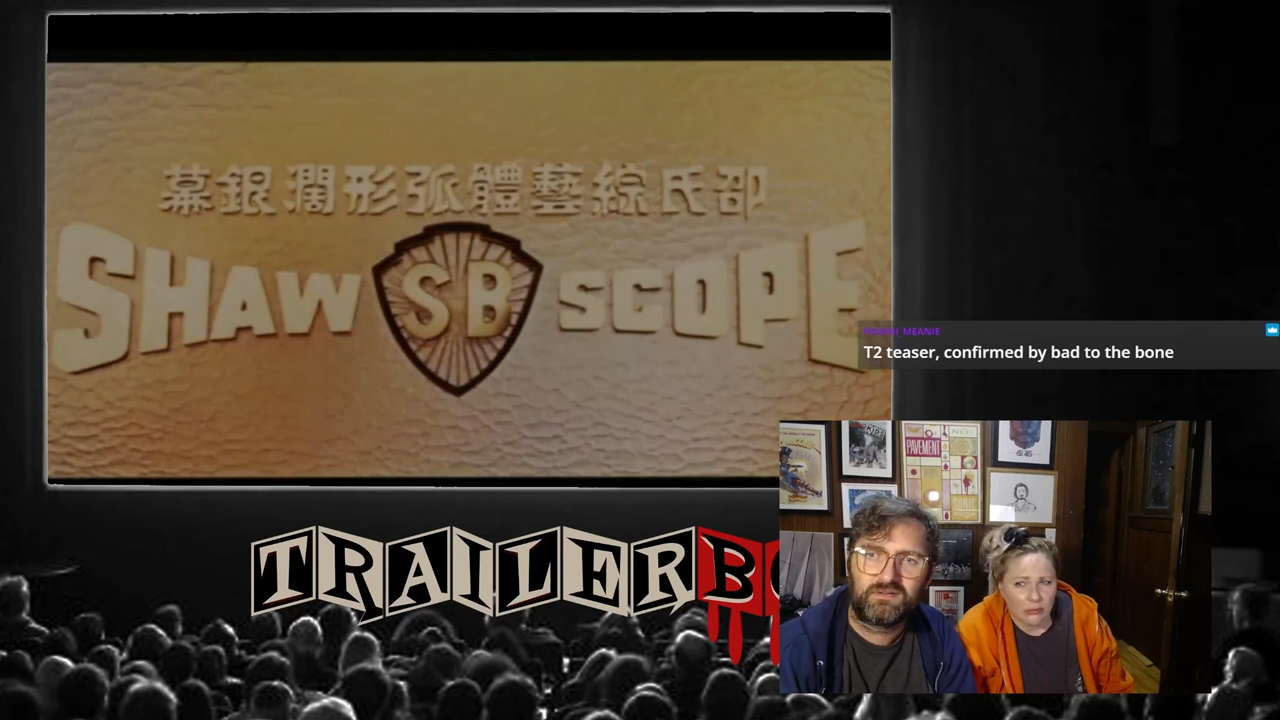 幕銀濶形弧體藝綜氏邵
SHAW SB SCOPE
MEANIE
T2 teaser, confirmed by bad to the bone
PAVEMENT
TRAILERB